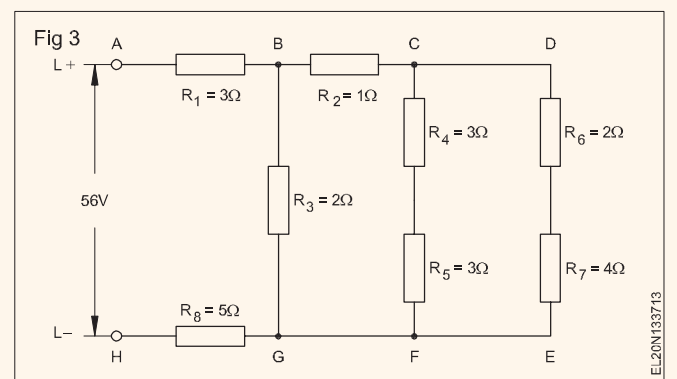 Fig 3
A B C D
L+
R1 = 3Ω R2 = 1Ω
R4 = 3Ω R6 = 2Ω
56V R3 = 2Ω
R5 = 3Ω R7 = 4Ω
R8 = 5Ω
L–
H G F E
EL20N133713